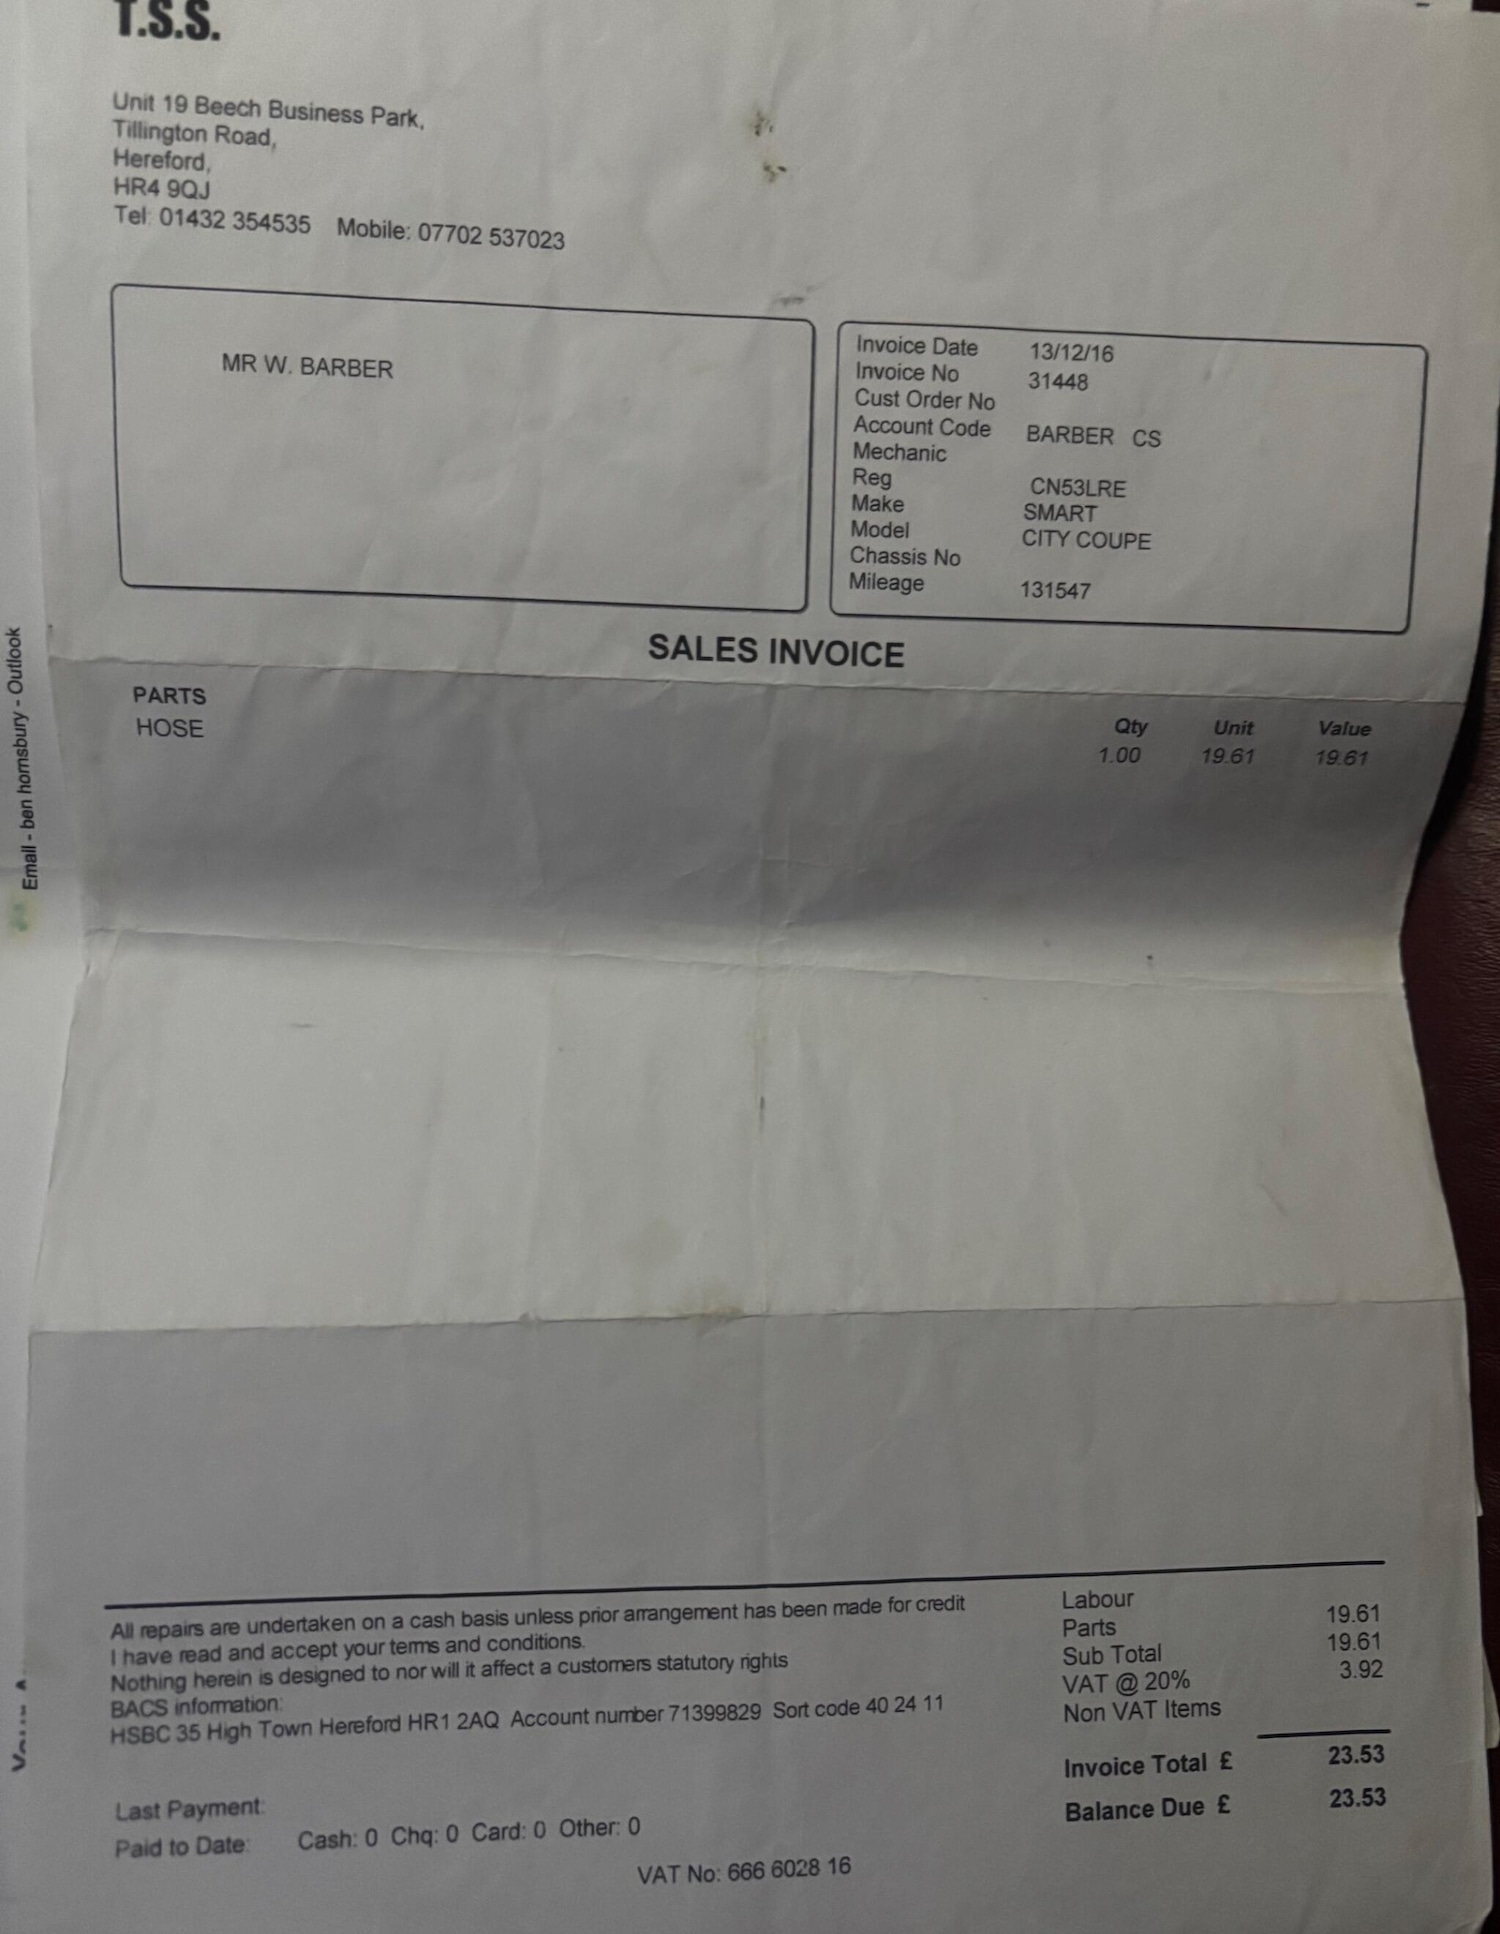 T.S.S.
Unit 19 Beech Business Park,
Tillington Road,
Hereford,
HR4 9QJ
Tel: 01432 354535 Mobile: 07702 537023
MR W. BARBER
Invoice Date 13/12/16
Invoice No 31448
Cust Order No
Account Code BARBER CS
Mechanic
Reg CN53LRE
Make SMART
Model CITY COUPE
Chassis No
Mileage 131547
SALES INVOICE
PARTS Qty Unit Value
HOSE 1.00 19.61 19.61
Email - ben hornsbury - Outlook
All repairs are undertaken on a cash basis unless prior arrangement has been made for credit
I have read and accept your terms and conditions.
Nothing herein is designed to nor will it affect a customers statutory rights
BACS information:
HSBC 35 High Town Hereford HR1 2AQ Account number 71399829 Sort code 40 24 11
Labour
Parts 19.61
Sub Total 19.61
VAT @ 20% 3.92
Non VAT Items
Invoice Total £ 23.53
Balance Due £ 23.53
Last Payment:
Paid to Date: Cash: 0 Chq: 0 Card: 0 Other: 0
VAT No: 666 6028 16